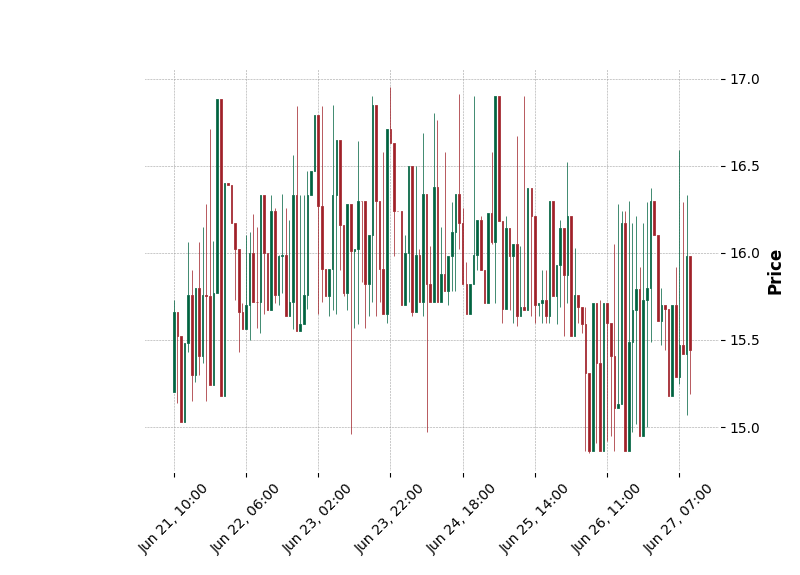 17.0
16.5
16.0
15.5
15.0
Price
Jun 21, 10:00
Jun 22, 06:00
Jun 23, 02:00
Jun 23, 22:00
Jun 24, 18:00
Jun 25, 14:00
Jun 26, 11:00
Jun 27, 07:00